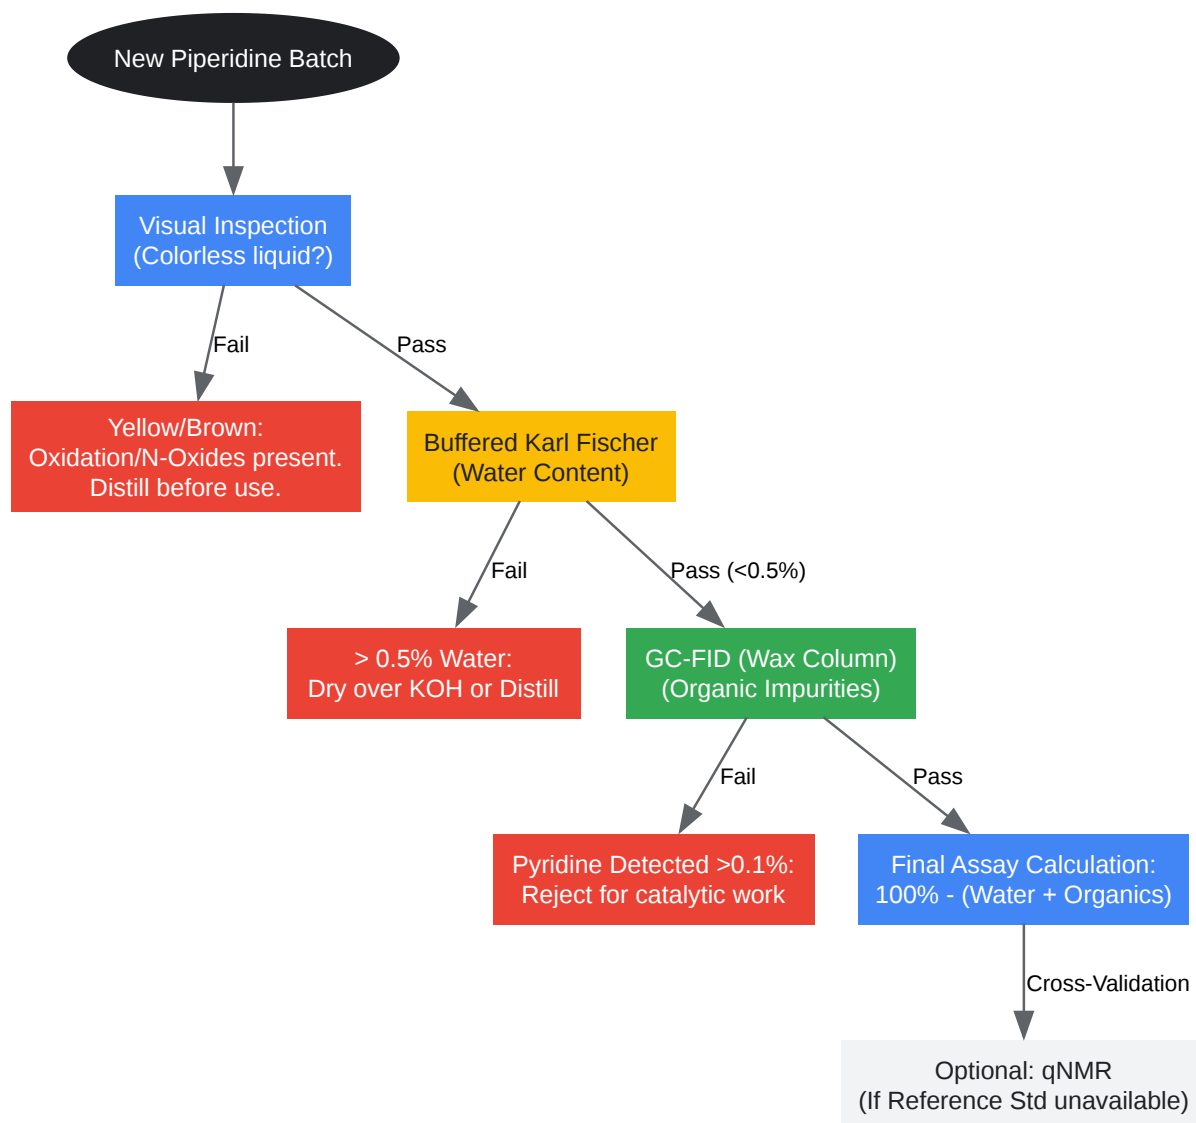 New Piperidine Batch
Visual Inspection
(Colorless liquid?)
Fail
Pass
Yellow/Brown:
Oxidation/N-Oxides present.
Distill before use.
Buffered Karl Fischer
(Water Content)
Fail
Pass (<0.5%)
> 0.5% Water:
Dry over KOH or Distill
GC-FID (Wax Column)
(Organic Impurities)
Fail
Pass
Pyridine Detected >0.1%:
Reject for catalytic work
Final Assay Calculation:
100% - (Water + Organics)
Cross-Validation
Optional: qNMR
(If Reference Std unavailable)